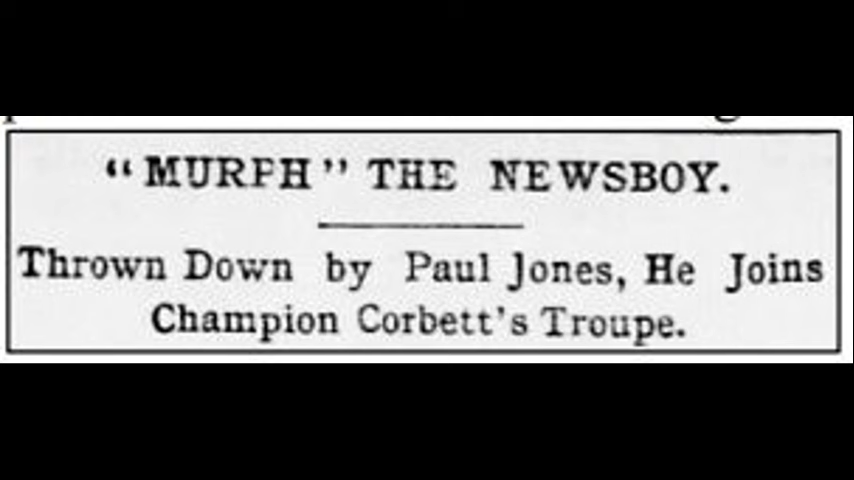 "MURPH" THE NEWSBOY.
Thrown Down by Paul Jones, He Joins
Champion Corbett's Troupe.